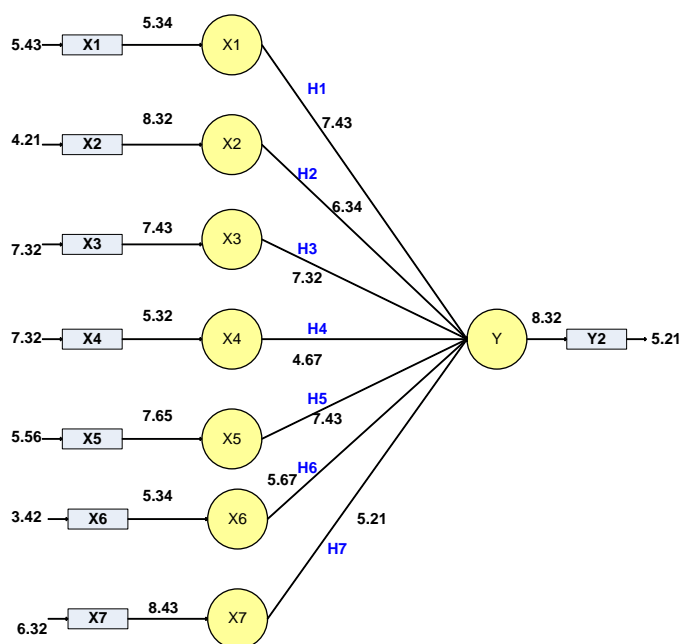 5.34
5.43 X1 X1
H1
7.43
8.32
4.21 X2 X2
H2
6.34
7.43
7.32 X3 X3
H3
7.32
5.32
7.32 X4 X4
H4
4.67
Y
8.32
Y2
5.21
7.65
5.56 X5 X5
H5
7.43
5.34
3.42 X6 X6
H6
5.67
5.21
H7
8.43
6.32 X7 X7